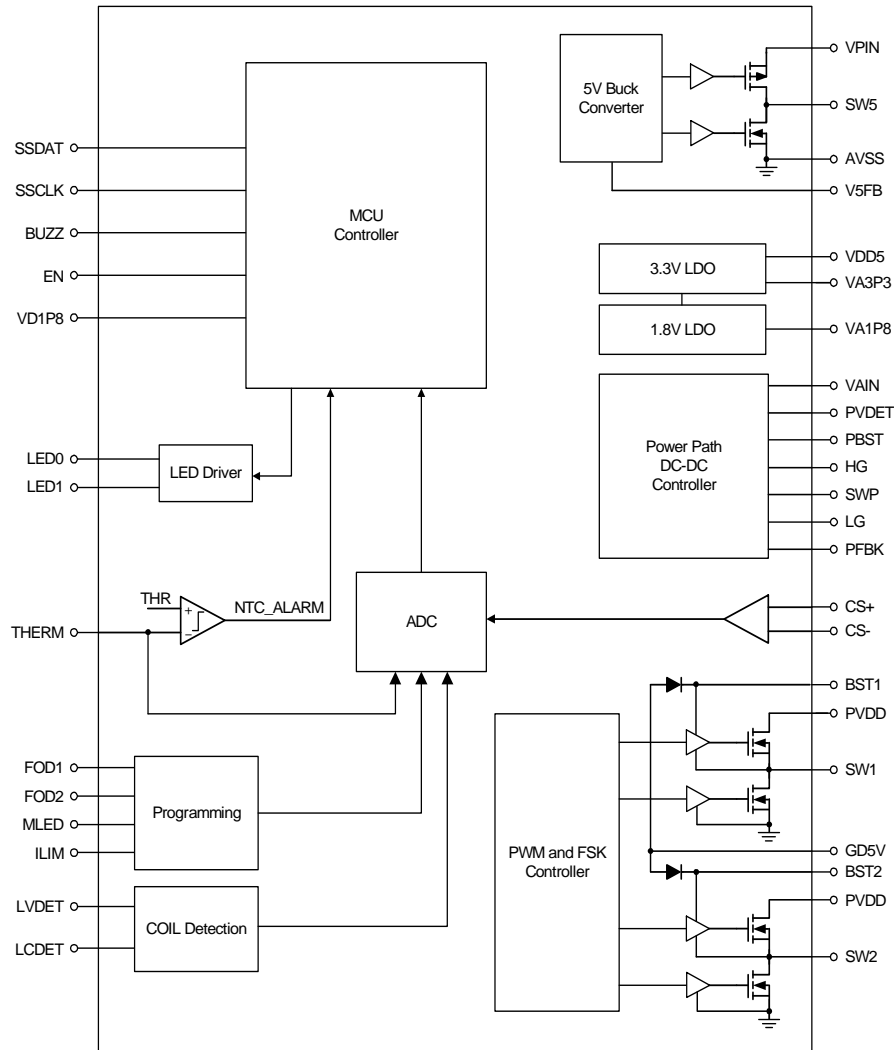 VPIN
5V Buck
Converter
SW5
AVSS
V5FB
SSDAT
SSCLK
BUZZ
EN
VD1P8
MCU
Controller
3.3V LDO
VDD5
VA3P3
1.8V LDO
VA1P8
VAIN
PVDET
PBST
HG
SWP
LG
PFBK
Power Path
DC-DC
Controller
LED0
LED1
LED Driver
THR
+
−
NTC_ALARM
THERM
ADC
CS+
CS-
BST1
PVDD
SW1
GD5V
BST2
PVDD
SW2
PWM and FSK
Controller
FOD1
FOD2
MLED
ILIM
Programming
LVDET
LCDET
COIL Detection